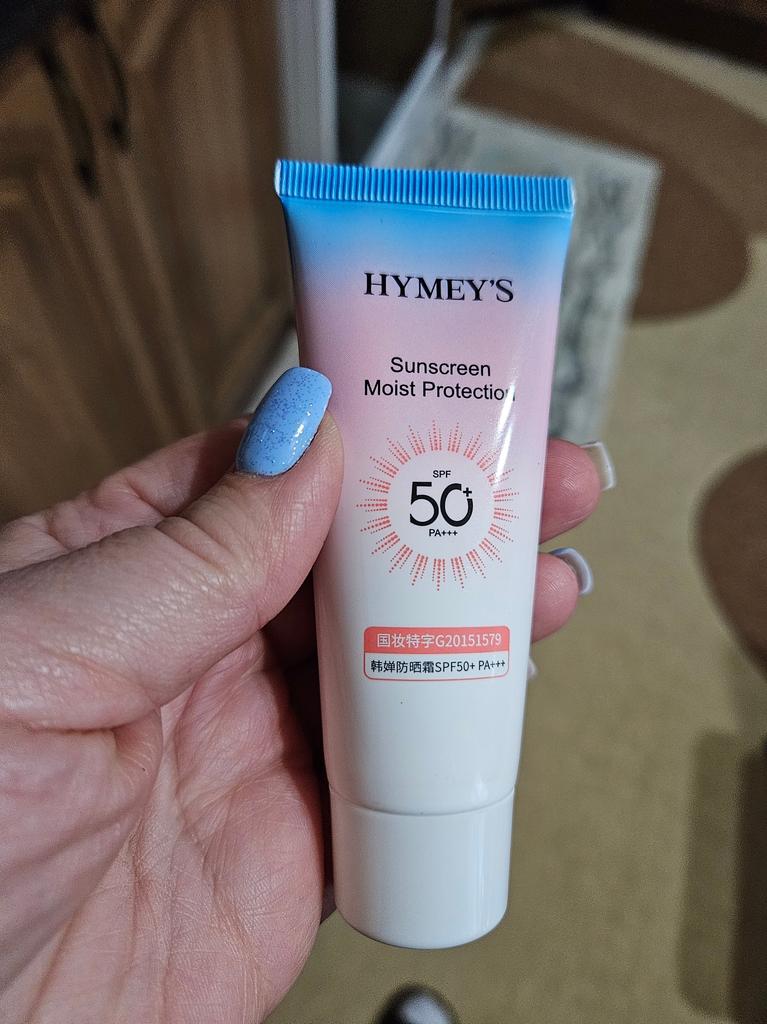 HYMEY'S
Sunscreen
Moist Protection
SPF
50+
PA+++
国妆特字G20151579
韩婵防晒霜SPF50+ PA+++